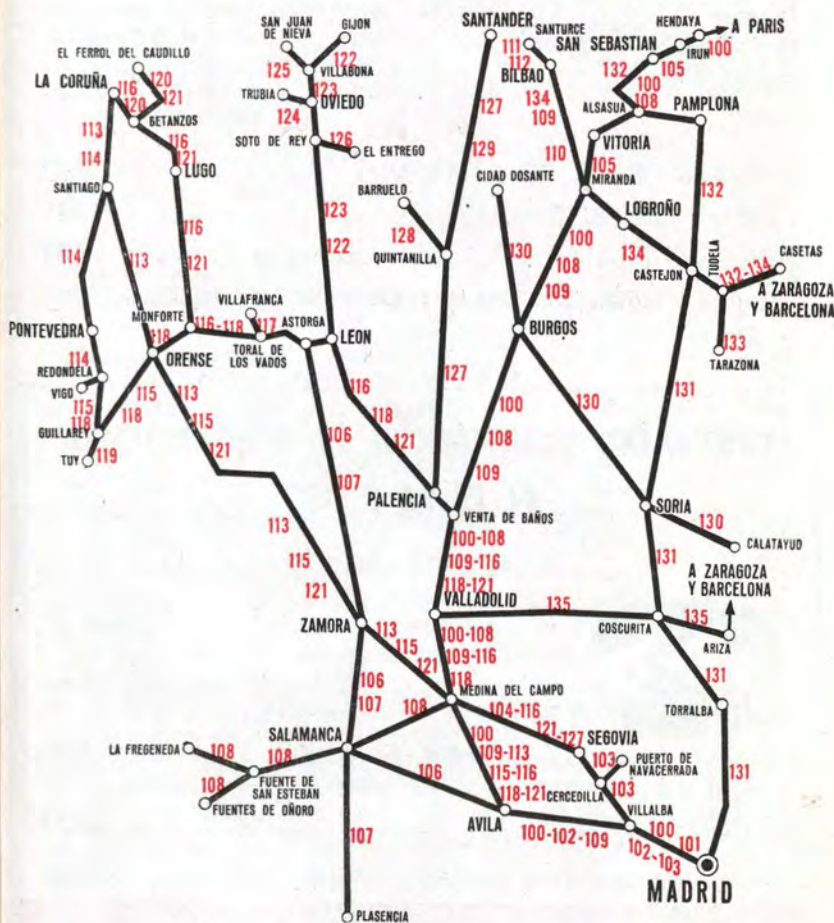 SAN JUAN
DE NIEVA
GIJON
SANTANDER
SANTURCE
HENDAYA
A PARIS
EL FERROL DEL CAUDILLO
125
122
VILLABONA
111
112
SAN SEBASTIAN
IRUN
100
105
LA CORUÑA
116
120
120
121
BETANZOS
TRUBIA
123
OVIEDO
124
BILBAO
132
100
108
ALSASUA
PAMPLONA
113
114
116
121
LUGO
SOTO DE REY
126
EL ENTREGO
127
129
134
109
110
VITORIA
105
MIRANDA
SANTIAGO
BARRUELO
CIDAD DOSANTE
132
123
122
128
QUINTANILLA
130
100
108
109
LOGROÑO
134
CASTEJON
TUDELA
132-134
CASETAS
A ZARAGOZA
Y BARCELONA
114
113
116
121
VILLAFRANCA
MONFORTE
116-118
117
ASTORGA
LEON
BURGOS
PONTEVEDRA
118
ORENSE
TORAL DE
LOS VADOS
133
TARAZONA
114
REDONDELA
VIGO
115
118
GUILLAREY
119
TUY
115
118
113
115
121
106
107
116
118
121
127
100
108
109
130
131
PALENCIA
VENTA DE BAÑOS
SORIA
130
CALATAYUD
113
115
121
100-108
109-116
118-121
131
A ZARAGOZA
Y BARCELONA
ZAMORA
VALLADOLID
135
COSCURITA
135
ARIZA
113
115
121
100-108
109-116
118
106
107
108
MEDINA DEL CAMPO
131
TORRALBA
104-116
121-127
SEGOVIA
LA FREGENEDA
108
SALAMANCA
108
108
FUENTE DE
SAN ESTEBAN
FUENTES DE OÑORO
106
100
109-113
115-116
118-121
103
PUERTO DE
NAVACERRADA
103
CERCEDILLA
131
AVILA
100-102-109
VILLALBA
100
101
102-103
MADRID
107
PLASENCIA